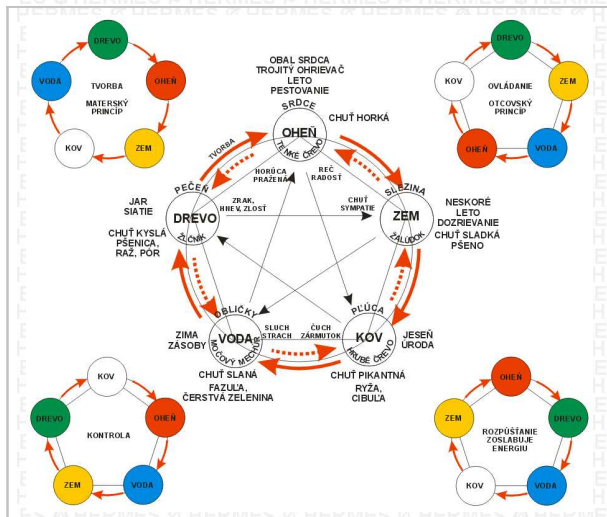 DREVO
VODA
OHEŇ
TVORBA
MATERSKÝ
PRINCÍP
KOV
ZEM
OBAL SRDCA
TROJITÝ OHRIEVAČ
LETO
PESTOVANIE
SRDCE
OHEŇ
TENKÉ ČREVO
CHUŤ HORKÁ
DREVO
KOV
ZEM
OVLÁDANIE
OTCOVSKÝ
PRINCÍP
OHEŇ
VODA
TVORBA
HORÚCA
PRAŽENÁ
REČ
RADOSŤ
JAR
SIATIE
PEČEŇ
DREVO
ŽLČNÍK
ZRAK,
HNEV, ZLOSŤ
CHUŤ
SYMPATIE
SLEZINA
ZEM
ŽALÚDOK
NESKORÉ
LETO
DOZRIEVANIE
CHUŤ SLADKÁ
PŠENO
CHUŤ KYSLÁ
PŠENICA,
RAŽ, PÓR
ZIMA
ZÁSOBY
OBLIČKY
VODA
MOČOVÝ MECHÚR
SLUCH
STRACH
ČUCH
ZÁRMUTOK
PĽÚCA
KOV
HRUBÉ ČREVO
JESEŇ
ÚRODA
CHUŤ SLANÁ
FAZUĽA,
ČERSTVÁ ZELENINA
CHUŤ PIKANTNÁ
RYŽA,
CIBUĽA
KOV
DREVO
OHEŇ
KONTROLA
ZEM
VODA
OHEŇ
ZEM
DREVO
ROZPÚŠŤANIE
ZOSLABUJE
ENERGIU
KOV
VODA